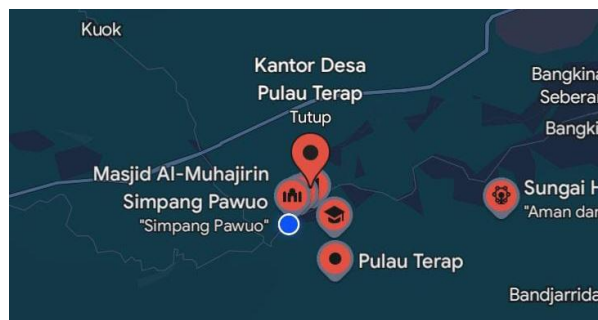 Kuok
Kantor Desa
Pulau Terap
Tutup
Bangkina
Seberan
Bangki
Masjid Al-Muhajirin
Simpang Pawuo
"Simpang Pawuo"
Sungai H
"Aman dar
Pulau Terap
Bandjarrida